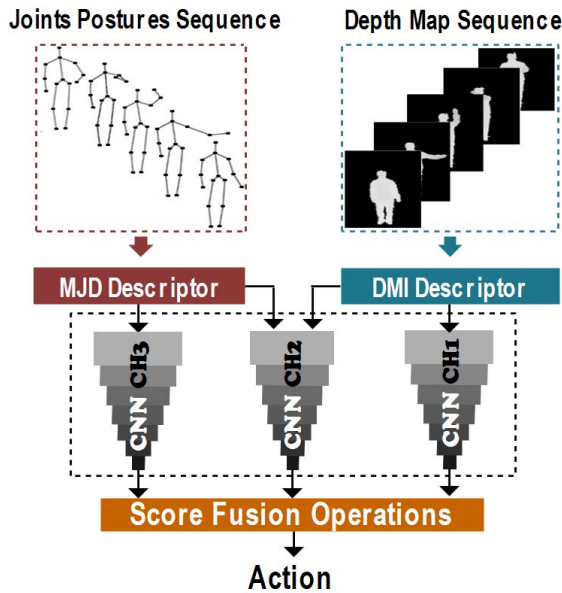 Joints Postures Sequence
Depth Map Sequence
MJD Descriptor
DMI Descriptor
CNN CH3
CNN CH2
CNN CH1
Score Fusion Operations
Action